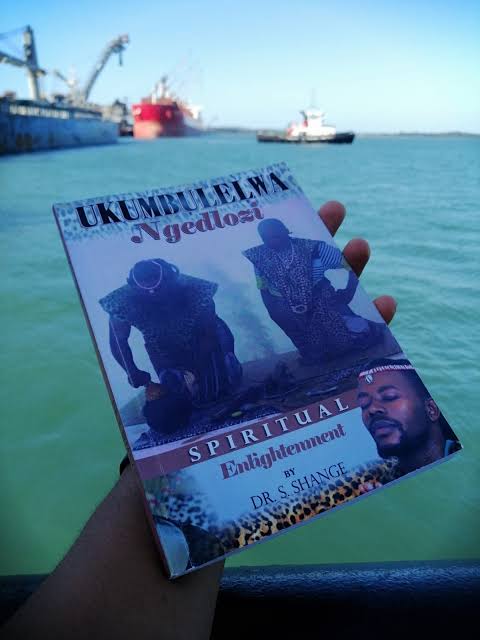 UKUMBULELWA
Ngedlozi
SPIRITUAL
Enlightenment
BY
DR. S. SHANGE